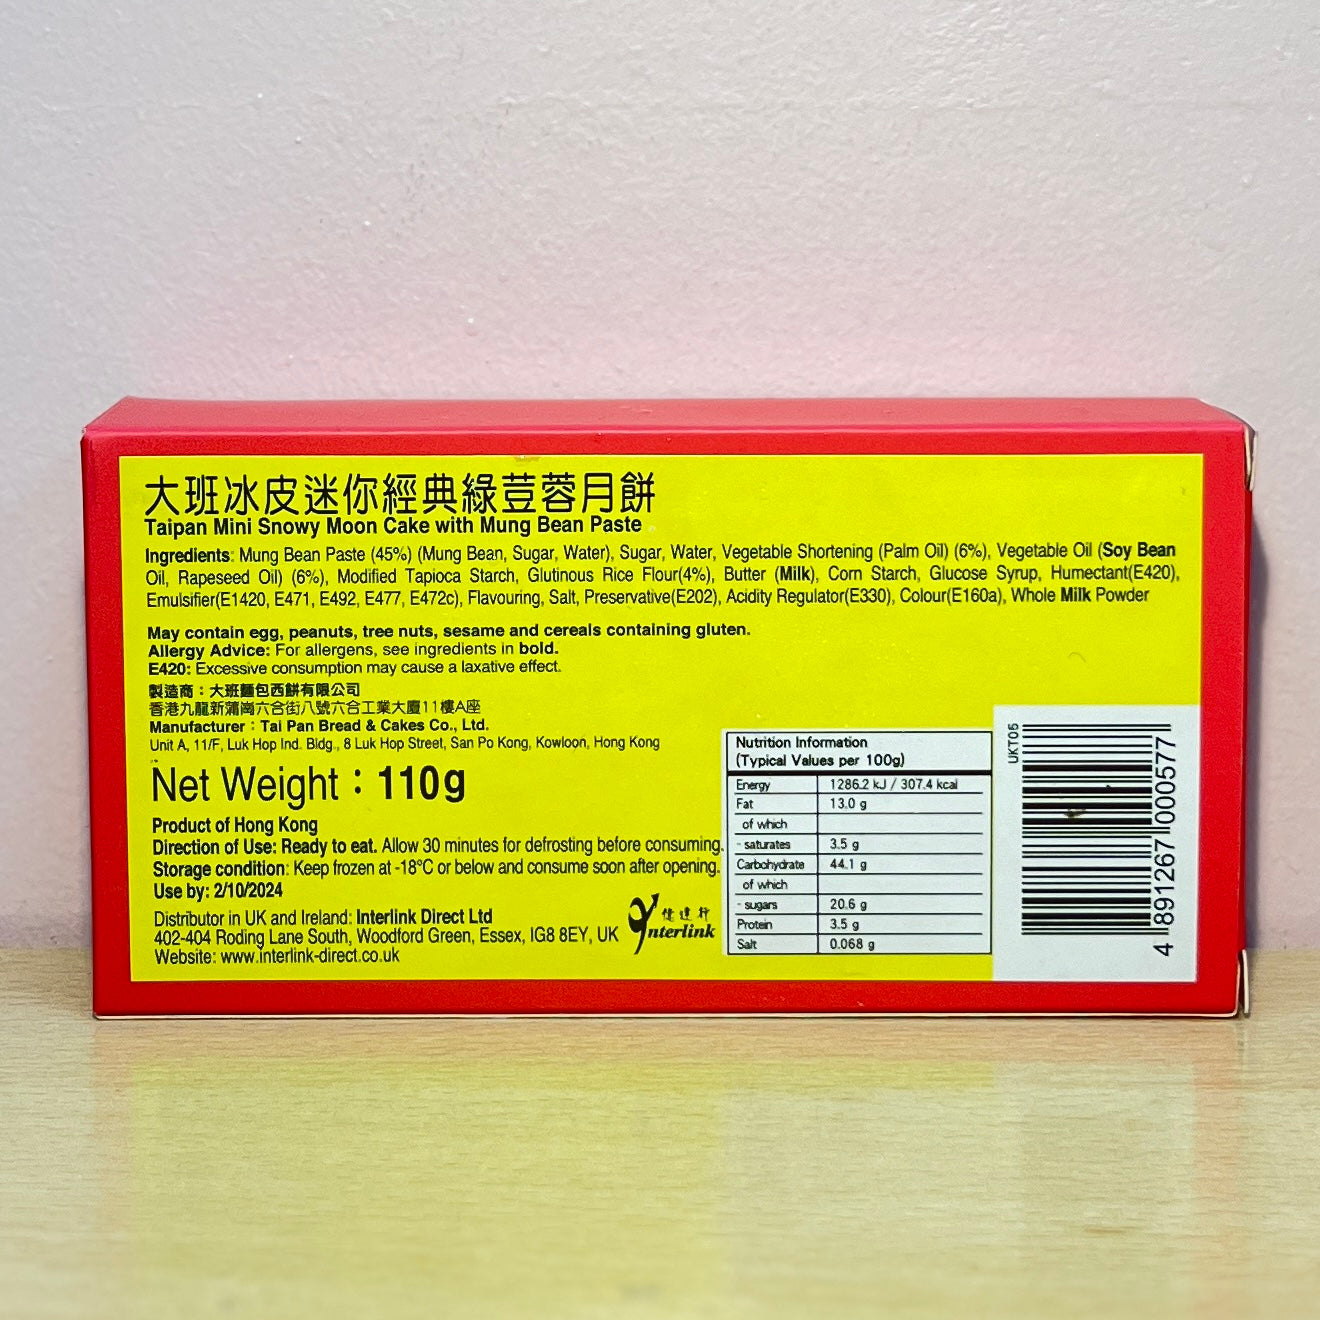 大班冰皮迷你經典綠荳蓉月餅
Taipan Mini Snowy Moon Cake with Mung Bean Paste
Ingredients: Mung Bean Paste (45%) (Mung Bean, Sugar, Water), Sugar, Water, Vegetable Shortening (Palm Oil) (6%), Vegetable Oil (Soy Bean
Oil, Rapeseed Oil) (6%), Modified Tapioca Starch, Glutinous Rice Flour(4%), Butter (Milk), Corn Starch, Glucose Syrup, Humectant(E420),
Emulsifier(E1420, E471, E492, E477, E472c), Flavouring, Salt, Preservative(E202), Acidity Regulator(E330), Colour(E160a), Whole Milk Powder
May contain egg, peanuts, tree nuts, sesame and cereals containing gluten.
Allergy Advice: For allergens, see ingredients in bold.
E420: Excessive consumption may cause a laxative effect.
製造商：大班麵包西餅有限公司
香港九龍新蒲崗六合街八號六合工業大廈11樓A座
Manufacturer：Tai Pan Bread & Cakes Co., Ltd.
Unit A, 11/F, Luk Hop Ind. Bldg., 8 Luk Hop Street, San Po Kong, Kowloon, Hong Kong
Net Weight：110g
Product of Hong Kong
Direction of Use: Ready to eat. Allow 30 minutes for defrosting before consuming.
Storage condition: Keep frozen at -18°C or below and consume soon after opening.
Use by: 2/10/2024
Distributor in UK and Ireland: Interlink Direct Ltd
402-404 Roding Lane South, Woodford Green, Essex, IG8 8EY, UK
Website: www.interlink-direct.co.uk
億達行
Interlink
Nutrition Information
(Typical Values per 100g)
Energy 1286.2 kJ / 307.4 kcal
Fat 13.0 g
of which
- saturates 3.5 g
Carbohydrate 44.1 g
of which
- sugars 20.6 g
Protein 3.5 g
Salt 0.068 g
UKT05
4 891267 000577